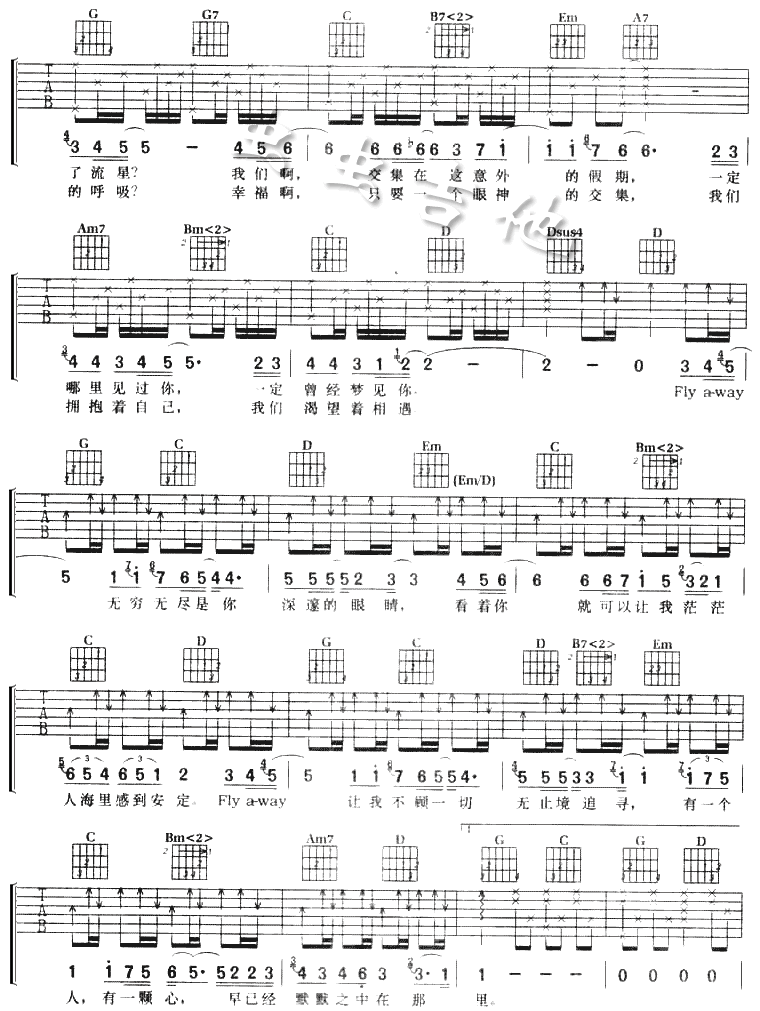 G G7 C B7<2> Em A7
T A B
3 4 5 5 — 4 5 6 6 6 6 6 6 3 7 i i i 7 6 6· 2 3
了流星? 我们啊, 交集在这意外 的假期, 一定
的呼吸? 幸福啊, 只要一个眼神 的交集, 我们
虫虫吉他
Am7 Bm<2> C D Dsus4 D
T A B
4 4 3 4 5 5· 2 3 4 4 3 1 2 2 — 2 — 0 3 4 5
哪里见过你, 一定 曾经梦见你. Fly a-way
拥抱着自己, 我们 渴望着相遇
G C D Em (Em/D) C Bm<2>
T A B
5 1 i 7 6 5 4 4· 5 5 5 5 2 3 3 4 5 6 6 6 6 7 i 5 3 2 1
无穷无尽是你 深邃的眼睛, 看着你 就可以让我茫茫
C D G C D B7<2> Em
T A B
6 5 4 6 5 1 2 3 4 5 5 i i 7 6 5 5 4· 5 5 5 3 3 i i i 7 5
人海里感到安定。 Fly a-way 让我不顾一切 无止境追寻, 有一个
C Bm<2> Am7 D G C G D
T A B
1 i 7 5 6 5· 5 2 2 3 4 3 4 6 3 3· 1 1 — — — 0 0 0 0
人, 有一颗心, 早已经 默默之中在那 里。